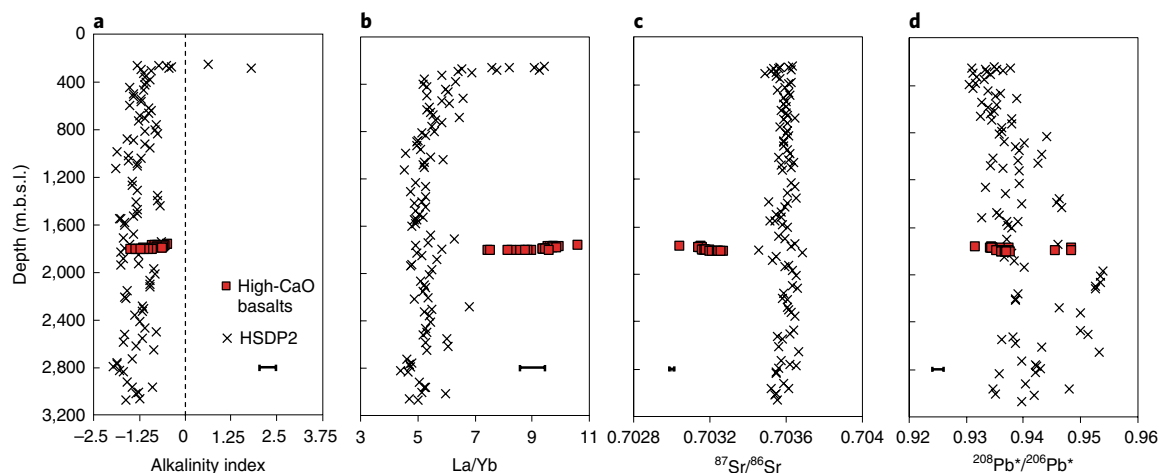 a
b
c
d
0
400
800
1,200
1,600
2,000
2,400
2,800
3,200
Depth (m.b.s.l.)
High-CaO
basalts
HSDP2
−2.5 −1.25 0 1.25 2.5 3.75
Alkalinity index
3 5 7 9 11
La/Yb
0.7028 0.7032 0.7036 0.704
87Sr/86Sr
0.92 0.93 0.94 0.95 0.96
208Pb*/206Pb*